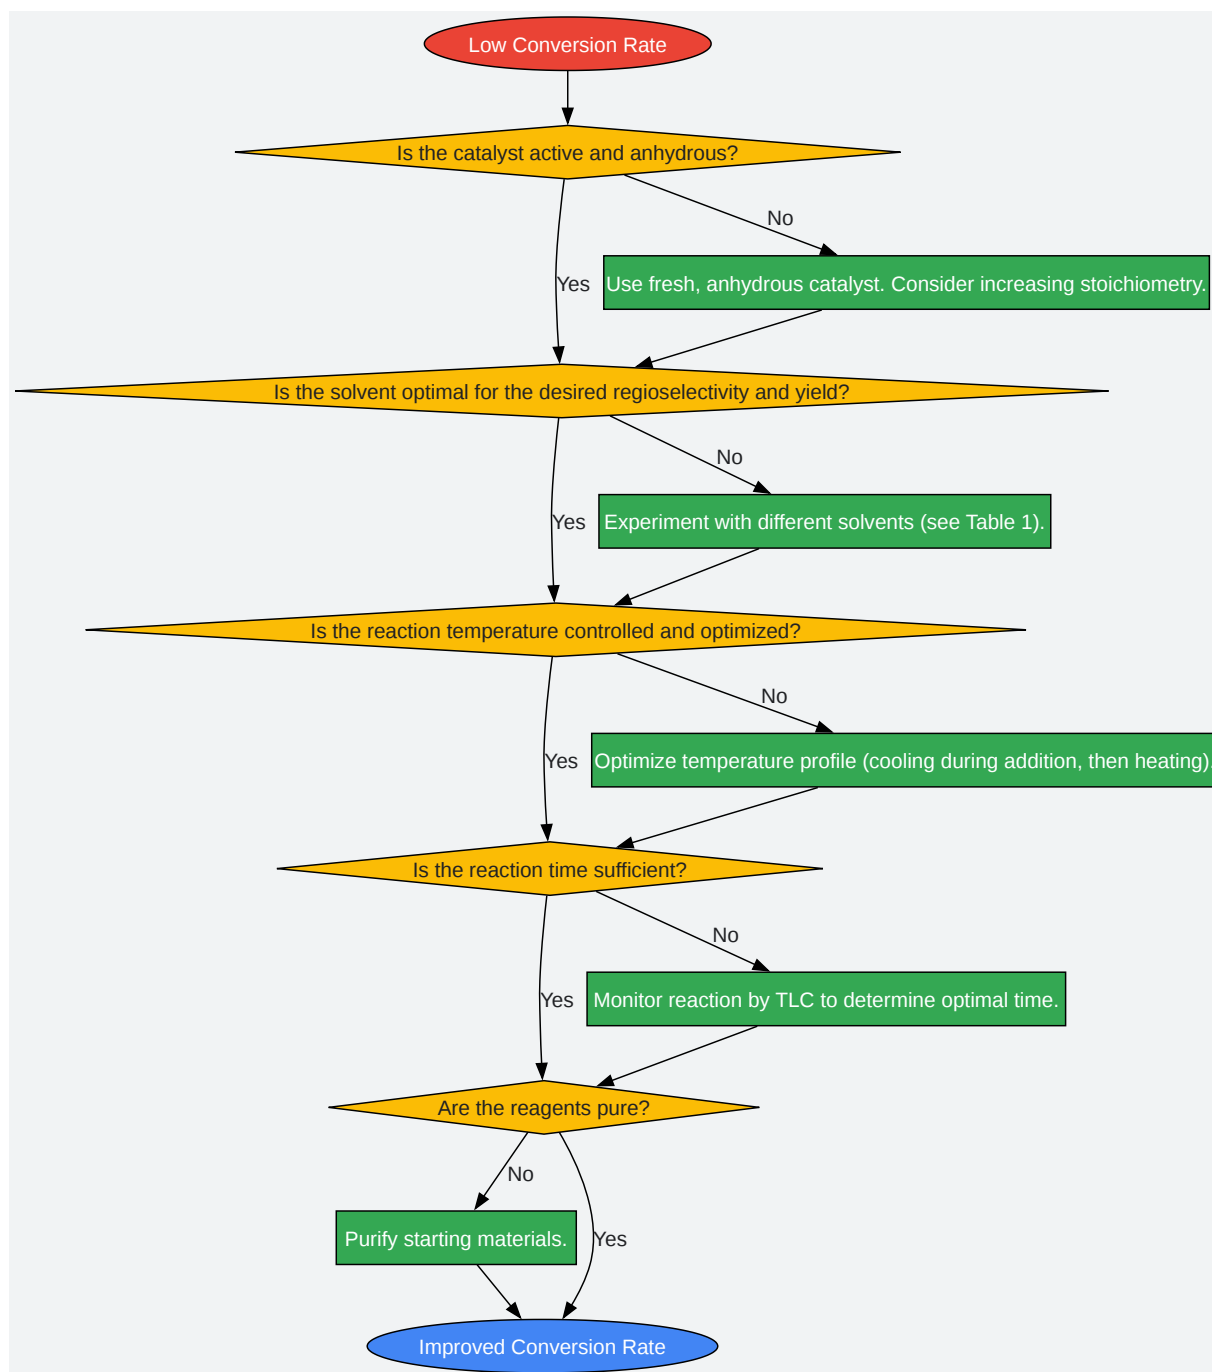 Low Conversion Rate
Is the catalyst active and anhydrous?
No
Yes
Use fresh, anhydrous catalyst. Consider increasing stoichiometry.
Is the solvent optimal for the desired regioselectivity and yield?
No
Yes
Experiment with different solvents (see Table 1).
Is the reaction temperature controlled and optimized?
No
Yes
Optimize temperature profile (cooling during addition, then heating).
Is the reaction time sufficient?
No
Yes
Monitor reaction by TLC to determine optimal time.
Are the reagents pure?
No
Purify starting materials.
Yes
Improved Conversion Rate